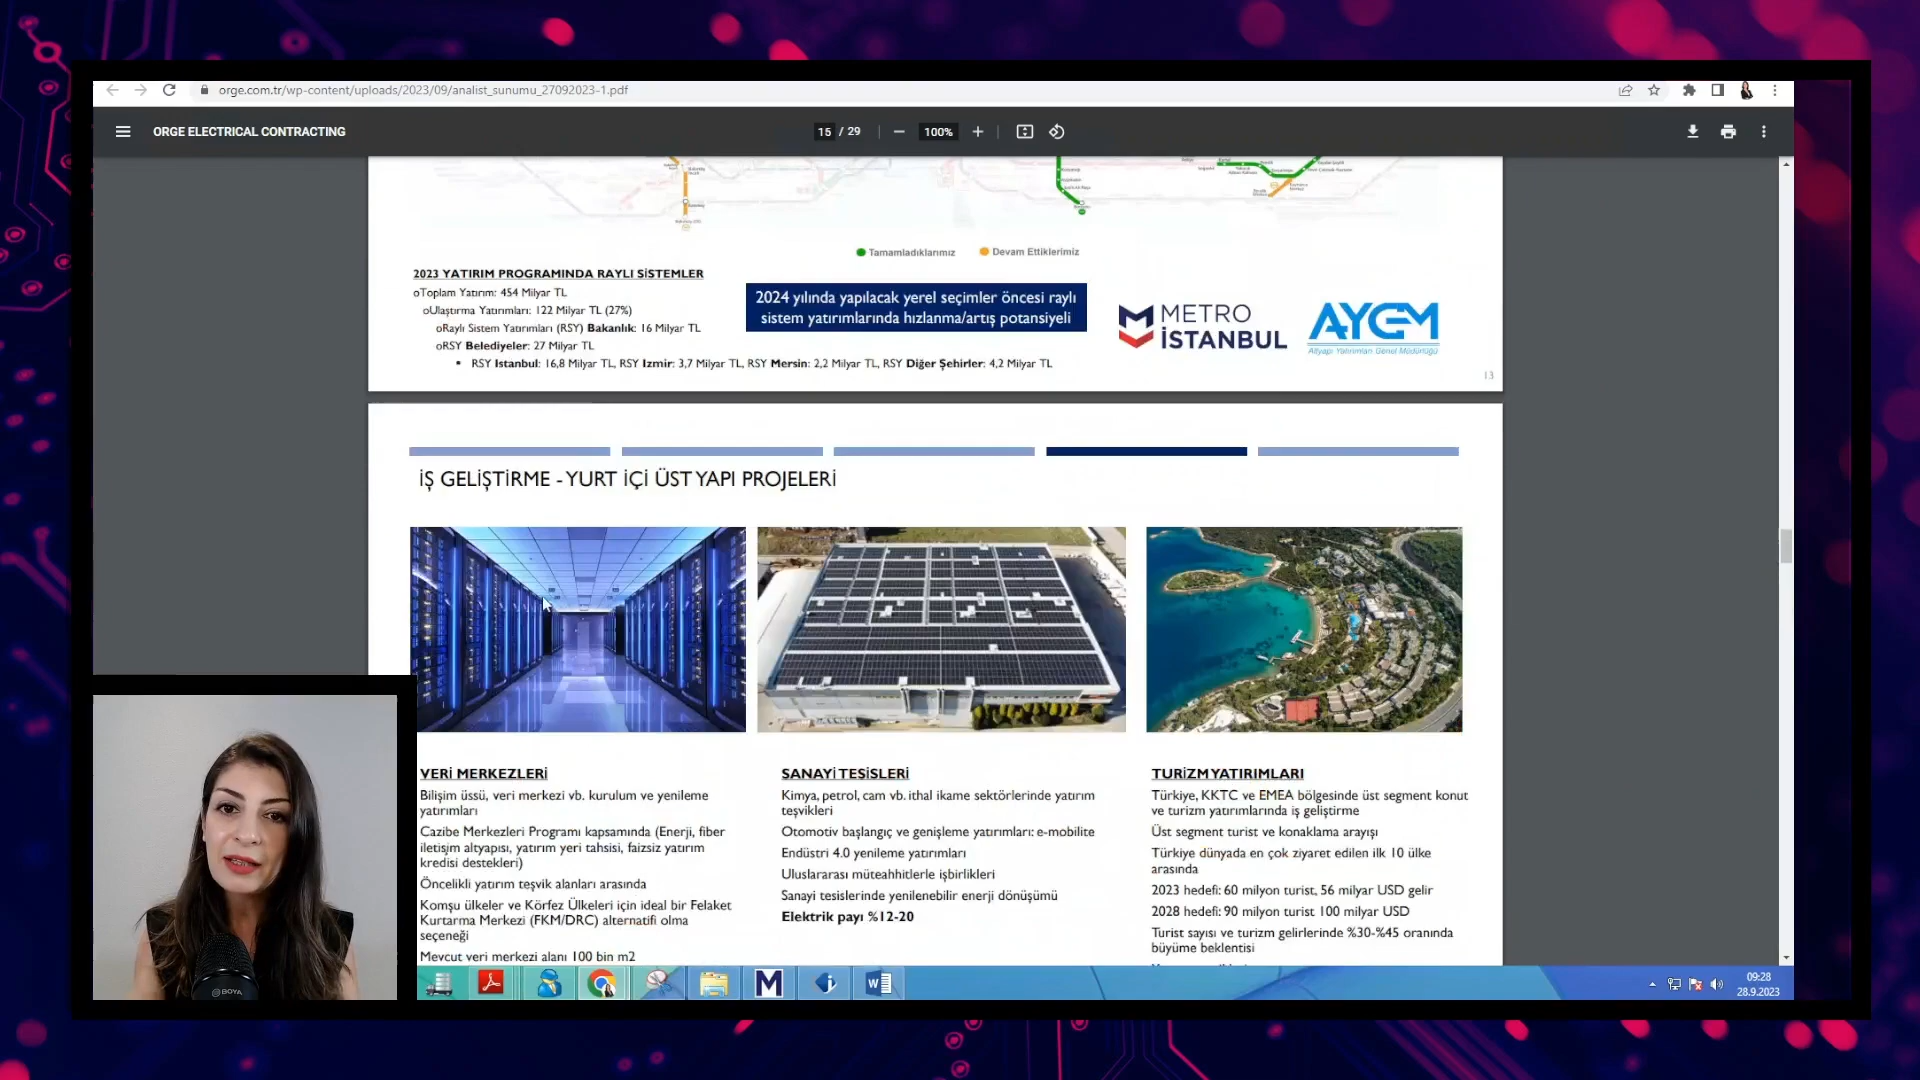 orge.com.tr/wp-content/uploads/2023/09/analist_sunumu_27092023-1.pdf
ORGE ELECTRICAL CONTRACTING
15 / 29
100%
Tamamladıklarımız
Devam Ettiklerimiz
2023 YATIRIM PROGRAMINDA RAYLI SİSTEMLER
oToplam Yatırım: 454 Milyar TL
oUlaştırma Yatırımları: 122 Milyar TL (27%)
oRaylı Sistem Yatırımları (RSY) Bakanlık: 16 Milyar TL
oRSY Belediyeler: 27 Milyar TL
▪ RSY Istanbul: 16,8 Milyar TL, RSY Izmir: 3,7 Milyar TL, RSY Mersin: 2,2 Milyar TL, RSY Diğer Şehirler: 4,2 Milyar TL
2024 yılında yapılacak yerel seçimler öncesi raylı
sistem yatırımlarında hızlanma/artış potansiyeli
METRO
İSTANBUL
AYGM
Altyapı Yatırımları Genel Müdürlüğü
13
İŞ GELİŞTİRME - YURT İÇİ ÜST YAPI PROJELERİ
VERİ MERKEZLERİ
Bilişim üssü, veri merkezi vb. kurulum ve yenileme
yatırımları
Cazibe Merkezleri Programı kapsamında (Enerji, fiber
iletişim altyapısı, yatırım yeri tahsisi, faizsiz yatırım
kredisi destekleri)
Öncelikli yatırım teşvik alanları arasında
Komşu ülkeler ve Körfez Ülkeleri için ideal bir Felaket
Kurtarma Merkezi (FKM/DRC) alternatifi olma
seçeneği
Mevcut veri merkezi alanı 100 bin m2
SANAYİ TESİSLERİ
Kimya, petrol, cam vb. ithal ikame sektörlerinde yatırım
teşvikleri
Otomotiv başlangıç ve genişleme yatırımları: e-mobilite
Endüstri 4.0 yenileme yatırımları
Uluslararası müteahhitlerle işbirlikleri
Sanayi tesislerinde yenilenebilir enerji dönüşümü
Elektrik payı %12-20
TURİZM YATIRIMLARI
Türkiye, KKTC ve EMEA bölgesinde üst segment konut
ve turizm yatırımlarında iş geliştirme
Üst segment turist ve konaklama arayışı
Türkiye dünyada en çok ziyaret edilen ilk 10 ülke
arasında
2023 hedefi: 60 milyon turist, 56 milyar USD gelir
2028 hedefi: 90 milyon turist 100 milyar USD
Turist sayısı ve turizm gelirlerinde %30-%45 oranında
büyüme beklentisi
BOYA
09:28
28.9.2023